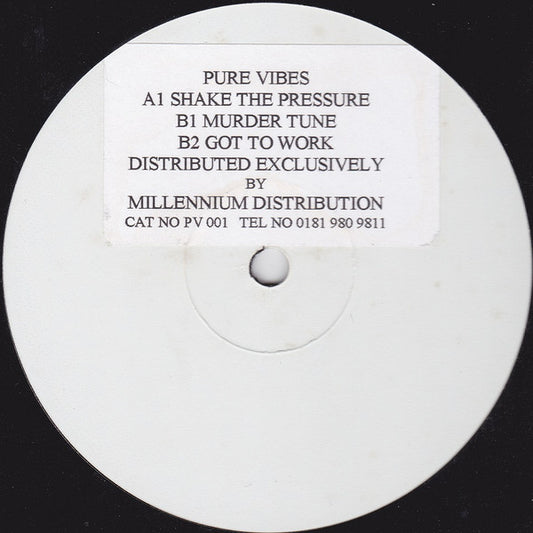 PURE VIBES
A1 SHAKE THE PRESSURE
B1 MURDER TUNE
B2 GOT TO WORK
DISTRIBUTED EXCLUSIVELY
BY
MILLENNIUM DISTRIBUTION
CAT NO PV 001 TEL NO 0181 980 9811